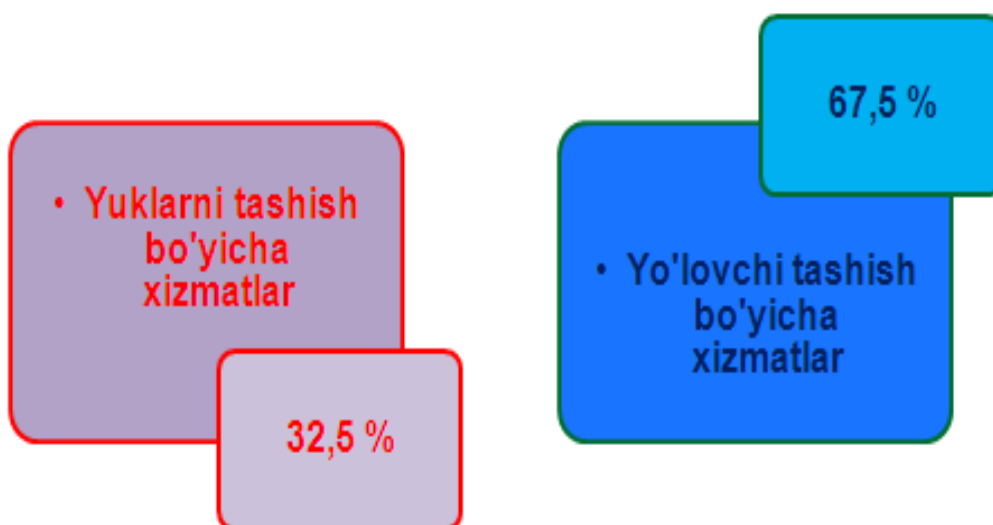 • Yuklarni tashish
bo'yicha
xizmatlar
32,5 %
67,5 %
• Yo'lovchi tashish
bo'yicha
xizmatlar